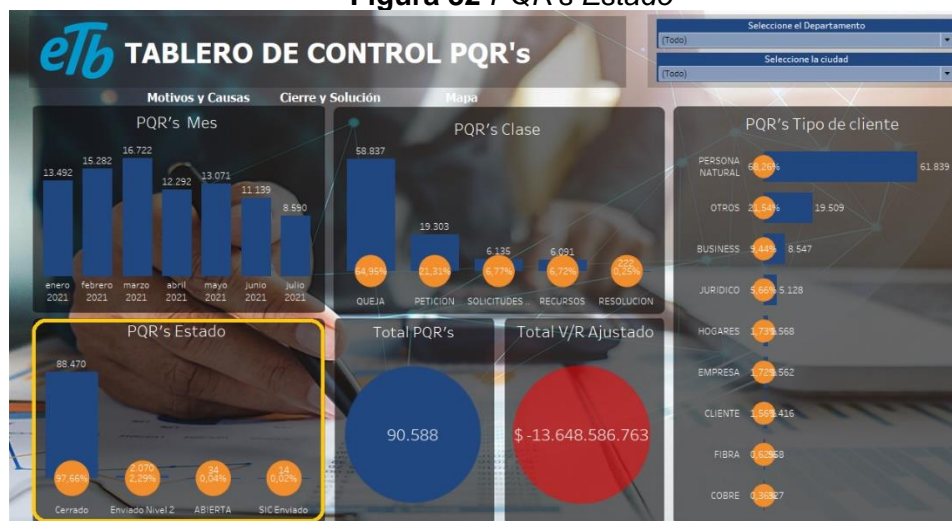 Figura 32 PQR's Estado
eTb TABLERO DE CONTROL PQR's
Seleccione el Departamento
(Todo)
Seleccione la ciudad
(Todo)
Motivos y Causas Cierre y Solución Mapa
PQR's Mes
13.492 15.282 16.722 12.292 13.071 11.139 8.590
enero febrero marzo abril mayo junio julio
2021 2021 2021 2021 2021 2021 2021
PQR's Clase
58.837 19.303 6.135 6.091 222
64,95% 21,31% 6,77% 6,72% 0,25%
QUEJA PETICION SOLICITUDES .. RECURSOS RESOLUCION
PQR's Tipo de cliente
PERSONA
NATURAL 68,26% 61.839
OTROS 21,54% 19.509
BUSINESS 9,44% 8.547
JURIDICO 5,66% 5.128
HOGARES 1,73% 1.568
EMPRESA 1,72% 1.562
CLIENTE 1,56% 1.416
FIBRA
COBRE
PQR's Estado
88.470 2.070 34 14
97,66% 2,29% 0,04% 0,02%
Cerrado Enviado Nivel 2 ABIERTA SIC Enviado
Total PQR's
90.588
Total V/R Ajustado
$ -13.648.586.763